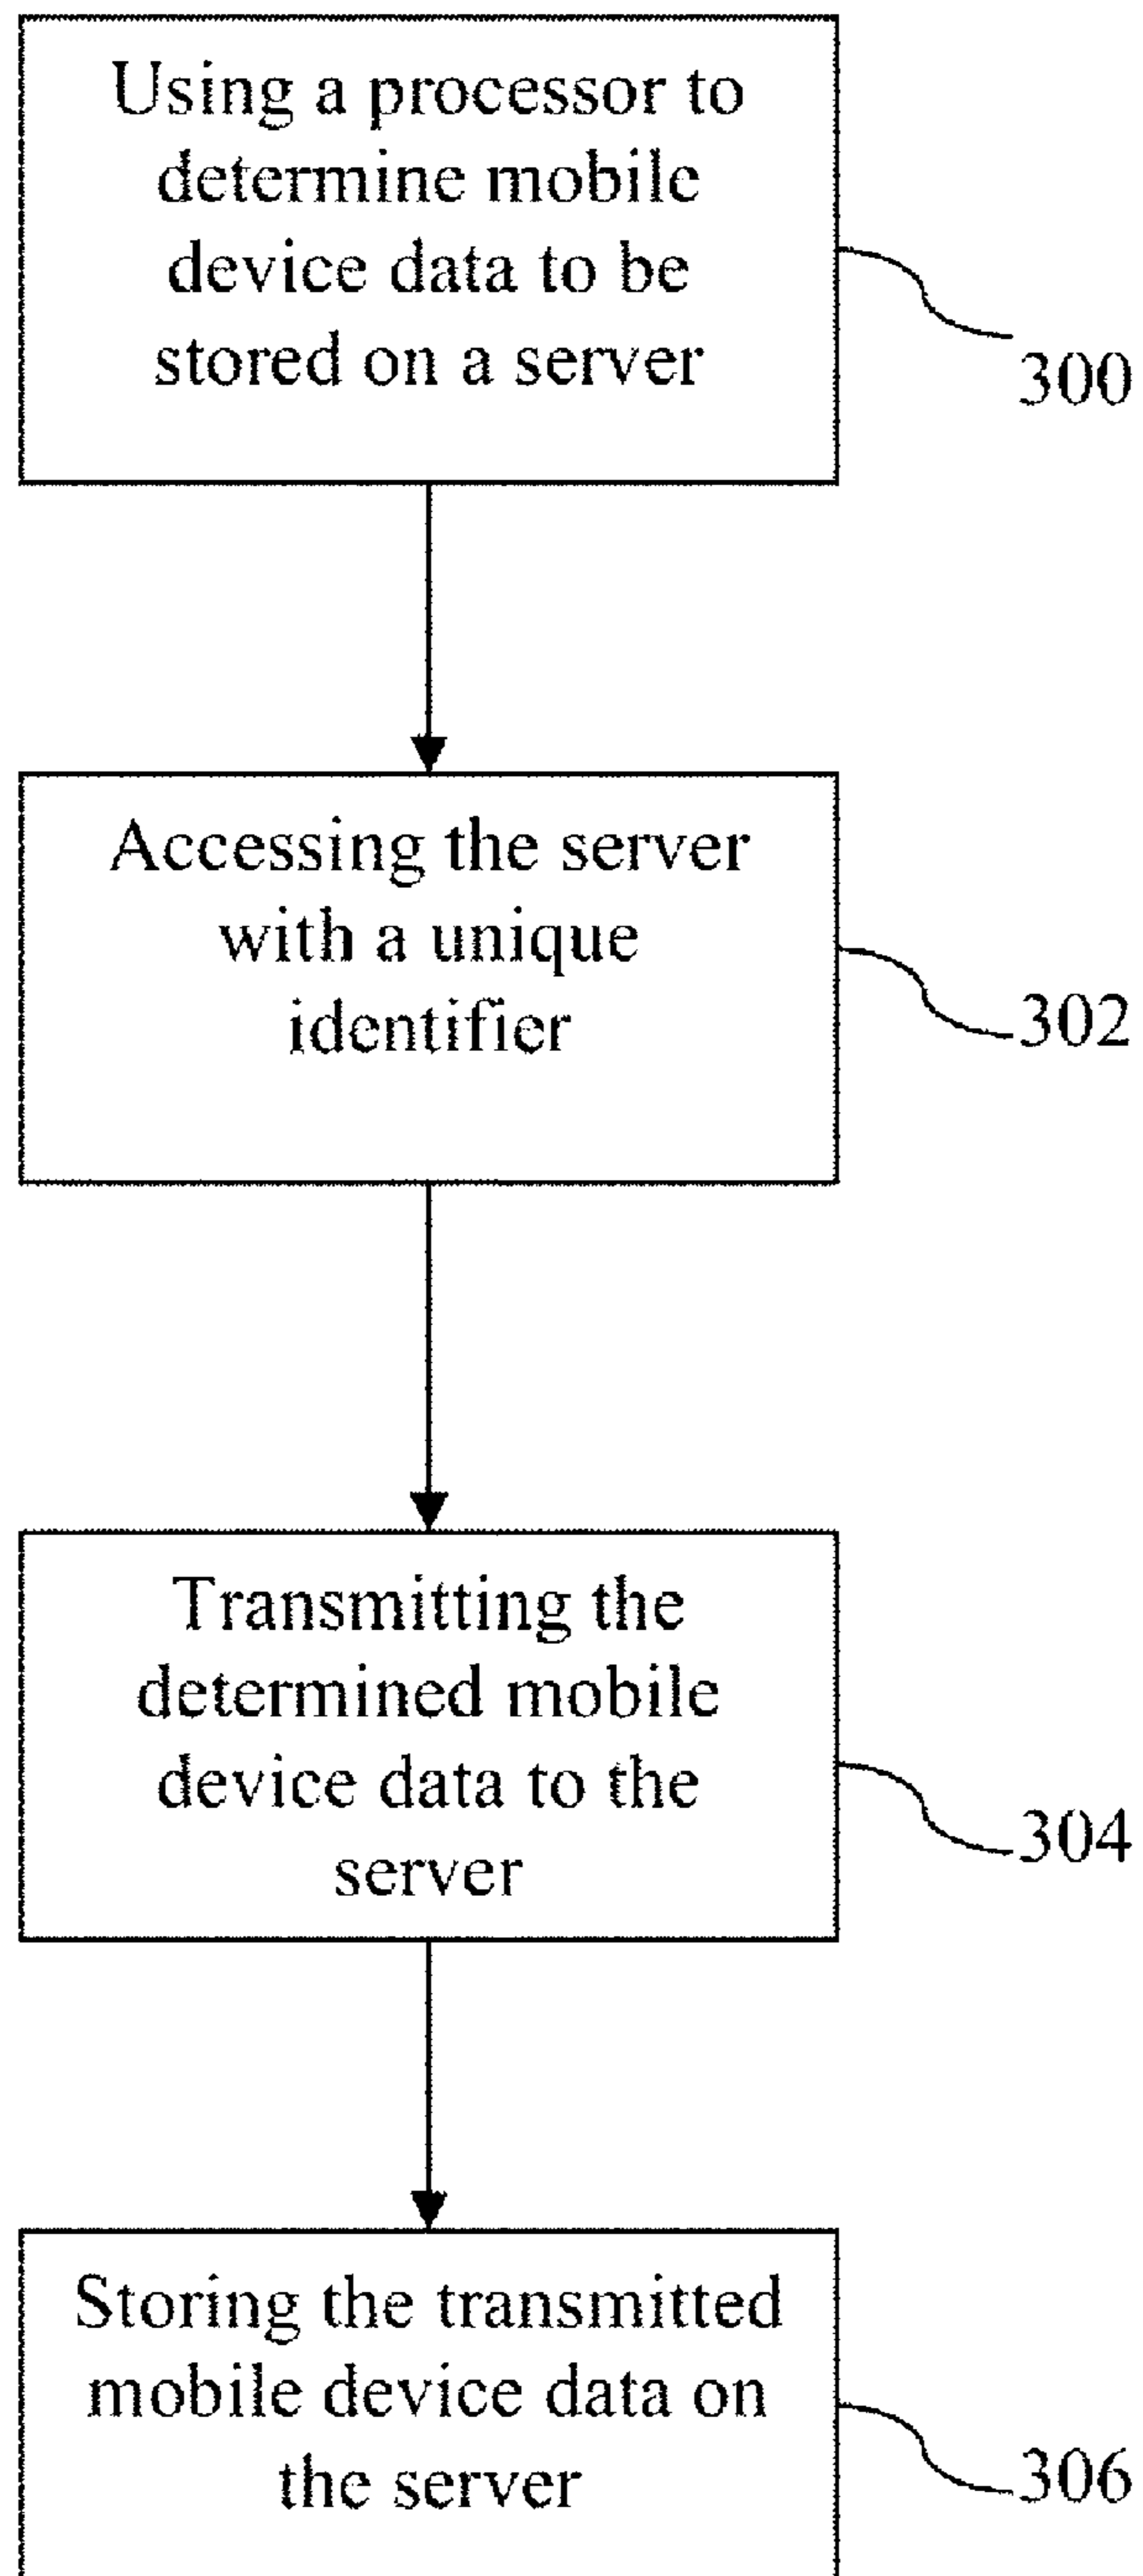 Using a processor to
determine mobile
device data to be
stored on a server
300
Accessing the server
with a unique
identifier
302
Transmitting the
determined mobile
device data to the
server
304
Storing the transmitted
mobile device data on
the server
306